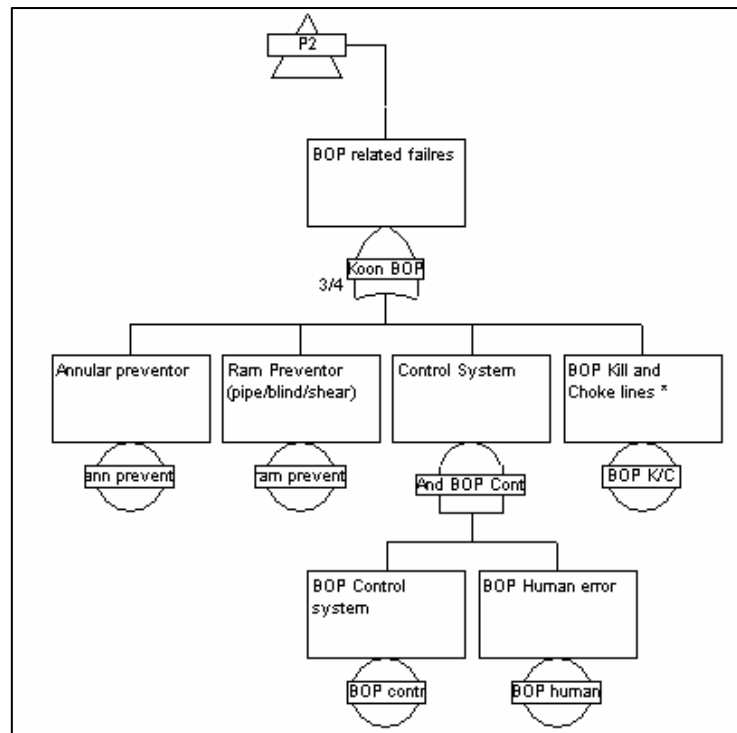 P2
BOP related failres
Koon BOP
3/4
Annular preventor
Ram Preventor
(pipe/blind/shear)
Control System
BOP Kill and
Choke lines *
ann prevent
ram prevent
And BOP Cont
BOP K/C
BOP Control
system
BOP Human error
BOP contr
BOP human